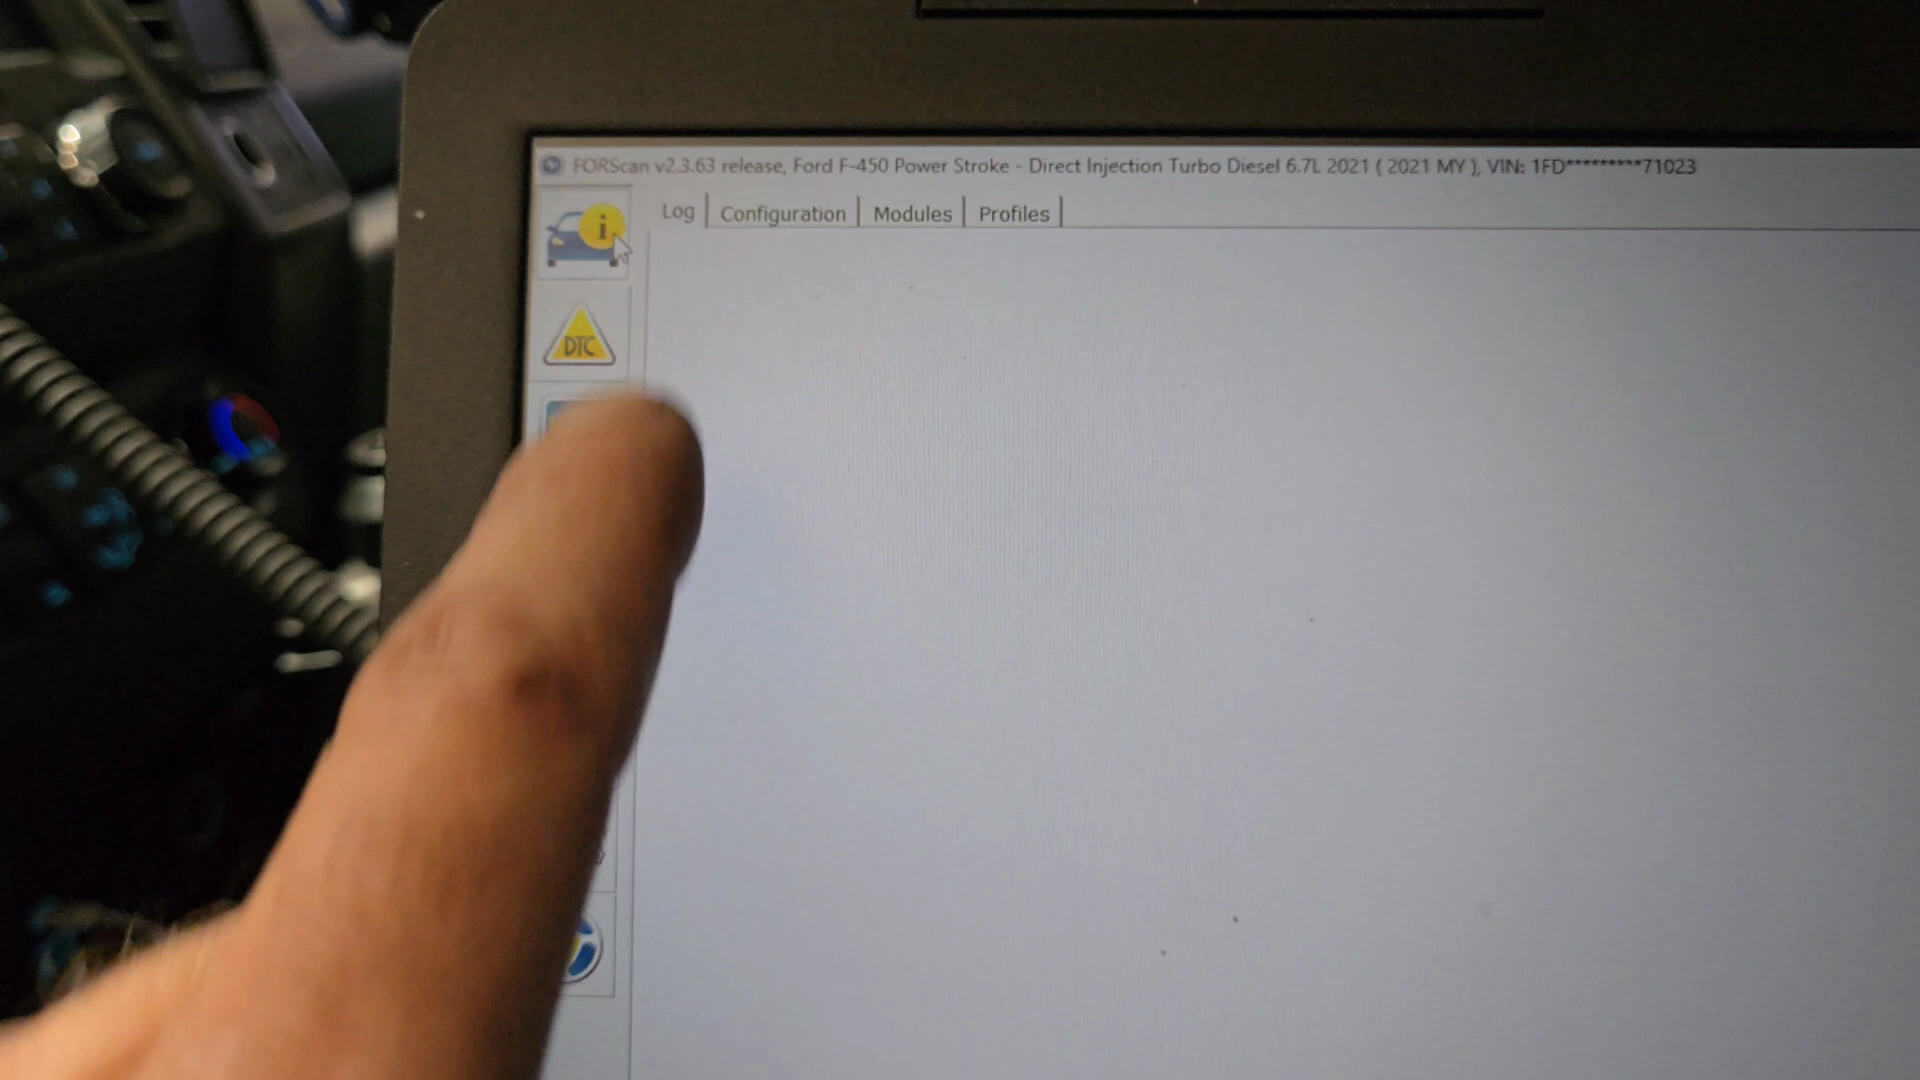 FORScan v2.3.63 release, Ford F-450 Power Stroke - Direct Injection Turbo Diesel 6.7L 2021 ( 2021 MY ), VIN: 1FD*********71023
Log Configuration Modules Profiles
i
DTC